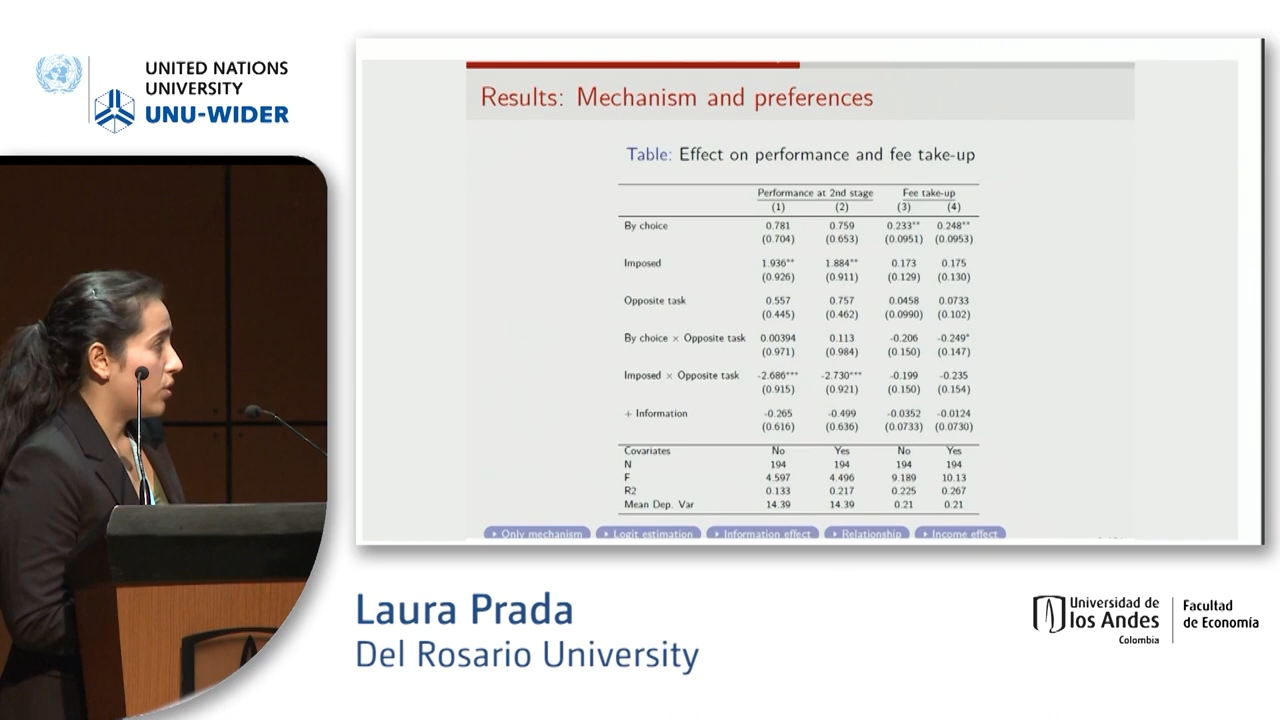 UNITED NATIONS
UNIVERSITY
UNU-WIDER
Results: Mechanism and preferences
Table: Effect on performance and fee take-up
Performance at 2nd stage Fee take-up
(1) (2) (3) (4)
By choice 0.781 0.759 0.233** 0.248**
(0.704) (0.653) (0.0951) (0.0953)
Imposed 1.936** 1.884** 0.173 0.175
(0.926) (0.911) (0.129) (0.130)
Opposite task 0.557 0.757 0.0458 0.0733
(0.445) (0.462) (0.0990) (0.102)
By choice × Opposite task 0.00394 0.113 -0.206 -0.249*
(0.971) (0.984) (0.150) (0.147)
Imposed × Opposite task -2.686*** -2.730*** -0.199 -0.235
(0.915) (0.921) (0.150) (0.154)
+ Information -0.265 -0.499 -0.0352 -0.0124
(0.616) (0.636) (0.0733) (0.0730)
Covariates No Yes No Yes
N 194 194 194 194
F 4.597 4.496 9.189 10.13
R2 0.133 0.217 0.225 0.267
Mean Dep. Var 14.39 14.39 0.21 0.21
Only mechanism Logit estimation Information effect Relationship Income effect
Laura Prada
Del Rosario University
Universidad de
los Andes
Colombia
Facultad
de Economía